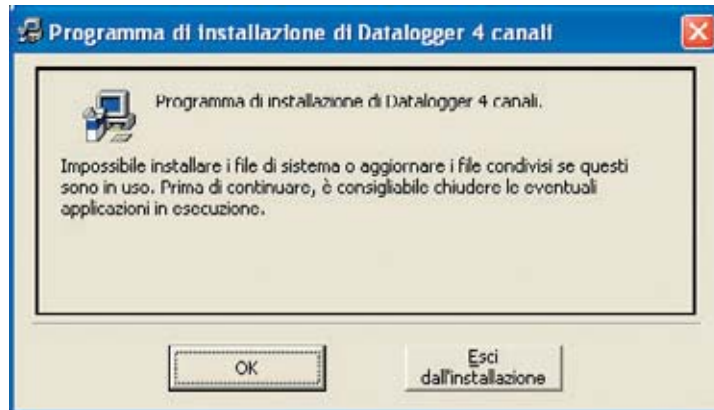 Programma di installazione di Datalogger 4 canali
Programma di installazione di Datalogger 4 canali.
Impossibile installare i file di sistema o aggiornare i file condivisi se questi
sono in uso. Prima di continuare, è consigliabile chiudere le eventuali
applicazioni in esecuzione.
OK
Esci
dall'installazione